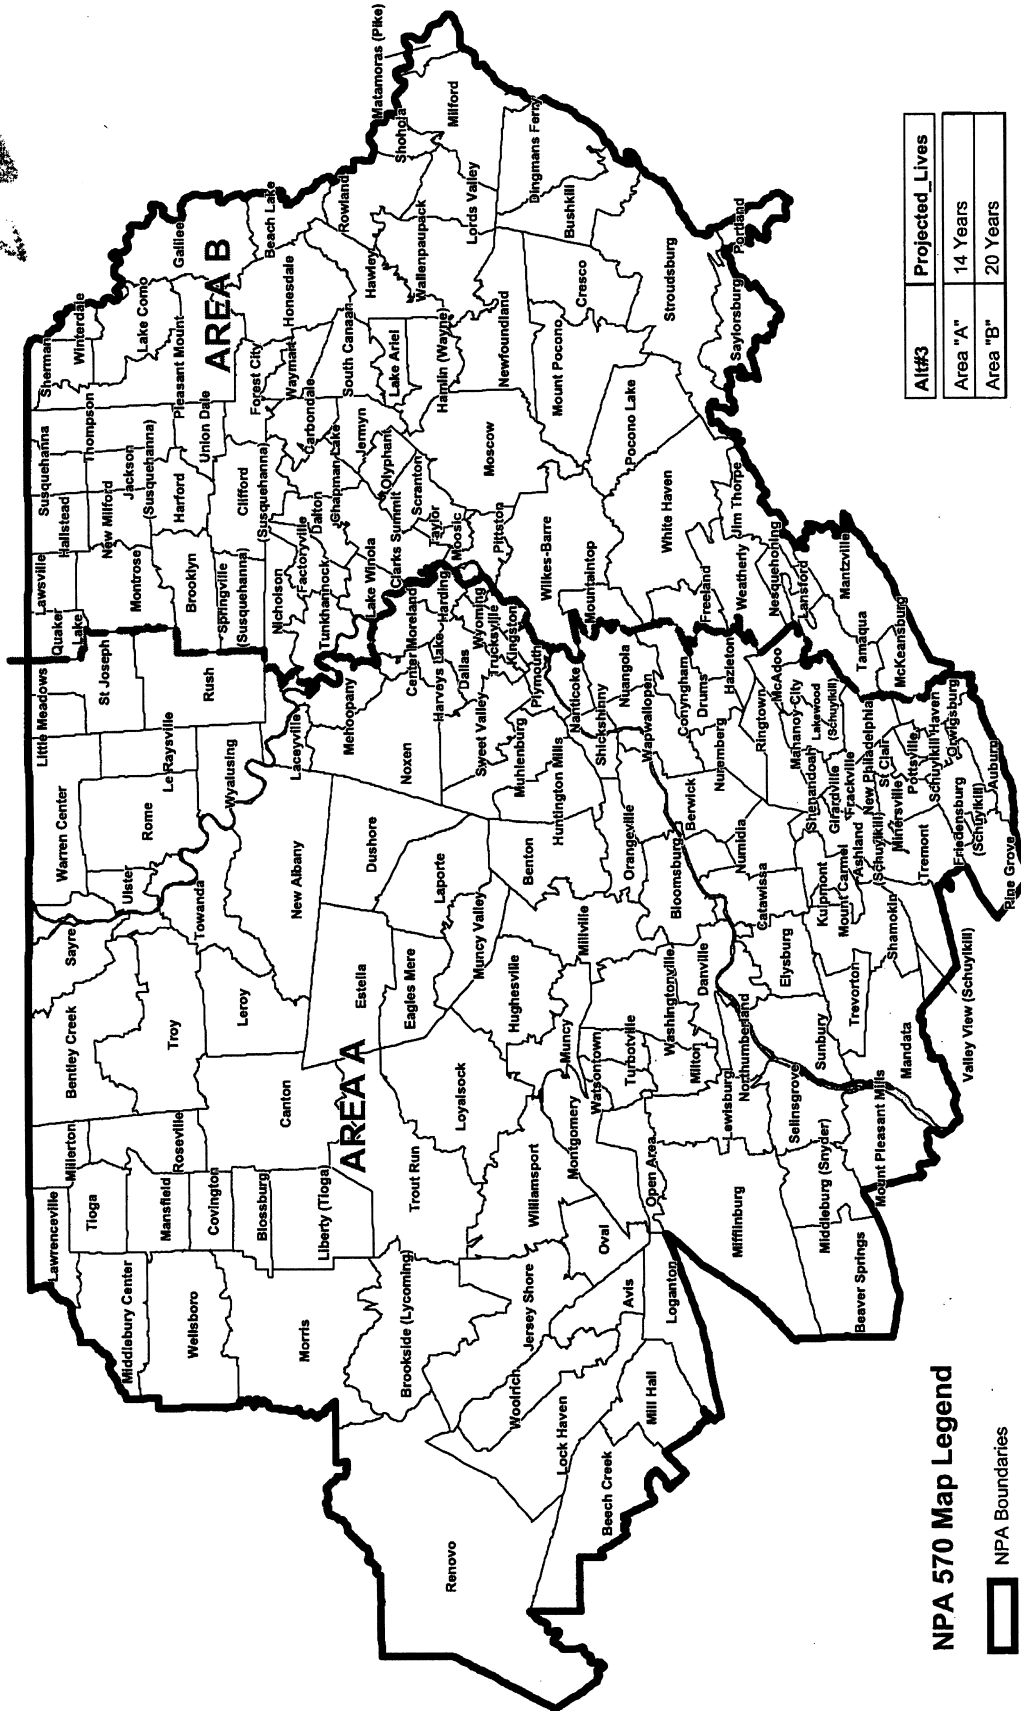 Lawrenceville
Millerton
Bentley Creek
Sayre
Warren Center
Little Meadows
Quaker
Lake
Lawsville
Hallstead
Susquehanna
Sherman
Winterdale
Tioga
Middlebury Center
Mansfield
Roseville
Troy
Ulster
Rome
Le Raysville
St Joseph
Montrose
New Milford
Jackson
(Susquehanna)
Thompson
Lake Como
Pleasant Mount
Galilee
Wellsboro
Covington
Leroy
Towanda
Wyalusing
Rush
Brooklyn
Harford
Union Dale
AREA B
Springville
(Susquehanna)
Clifford
(Susquehanna)
Forest City
Beach Lake
Blossburg
Canton
New Albany
Laceyville
Nicholson
Factoryville
Dalton
Carbondale
Waymart
Honesdale
Morris
Liberty (Tioga)
AREA A
Estella
Dushore
Mehoopany
Tunkhannock
Chapman Lake
South Canaan
Rowland
Matamoras (Pike)
Brookside (Lycoming)
Trout Run
Eagles Mere
Laporte
Noxen
Center Moreland
Lake Winola
Clarks Summit
Olyphant
Jermyn
Lake Ariel
Hawley
Shohola
Renovo
Loyalsock
Muncy Valley
Harveys Lake
Harding
Taylor
Scranton
Hamlin (Wayne)
Wallenpaupack
Milford
Dallas
Wyoming
Moosic
Lords Valley
Woolrich
Jersey Shore
Williamsport
Hughesville
Benton
Sweet Valley
Trucksville
Kingston
Pittston
Moscow
Newfoundland
Dingmans Ferry
Muhlenburg
Plymouth
Wilkes-Barre
Lock Haven
Montgomery
Muncy
Millville
Huntington Mills
Nanticoke
Mount Pocono
Cresco
Bushkill
Beech Creek
Oval
Watsontown
Shickshinny
Mountaintop
Avis
Turbotville
Orangeville
Nuangola
Pocono Lake
Mill Hall
Loganton
Open Area
Washingtonville
Bloomsburg
Wapwallopen
White Haven
Stroudsburg
Milton
Danville
Berwick
Conyngham
Drums
Freeland
Lewisburg
Northumberland
Nurenberg
Hazleton
Weatherly
Jim Thorpe
Saylorsburg
Portland
Mifflinburg
Catawissa
Numidia
Ringtown
McAdoo
Nesquehoning
Selinsgrove
Elysburg
Mahanoy City
Lansford
Middleburg (Snyder)
Sunbury
Kulpmont
Shenandoah
Lakewood
(Schuylkill)
Mantzville
Beaver Springs
Trevorton
Mount Carmel
Girardville
Frackville
Tamaqua
Mount Pleasant Mills
Shamokin
Ashland
(Schuylkill)
New Philadelphia
McKeansburg
Mandata
Minersville
St Clair
Pottsville
Tremont
Schuylkill Haven
Orwigsburg
Valley View (Schuylkill)
Friedensburg
(Schuylkill)
Auburn
Pine Grove
Alt#3 Projected_Lives
Area "A" 14 Years
Area "B" 20 Years
NPA 570 Map Legend
NPA Boundaries